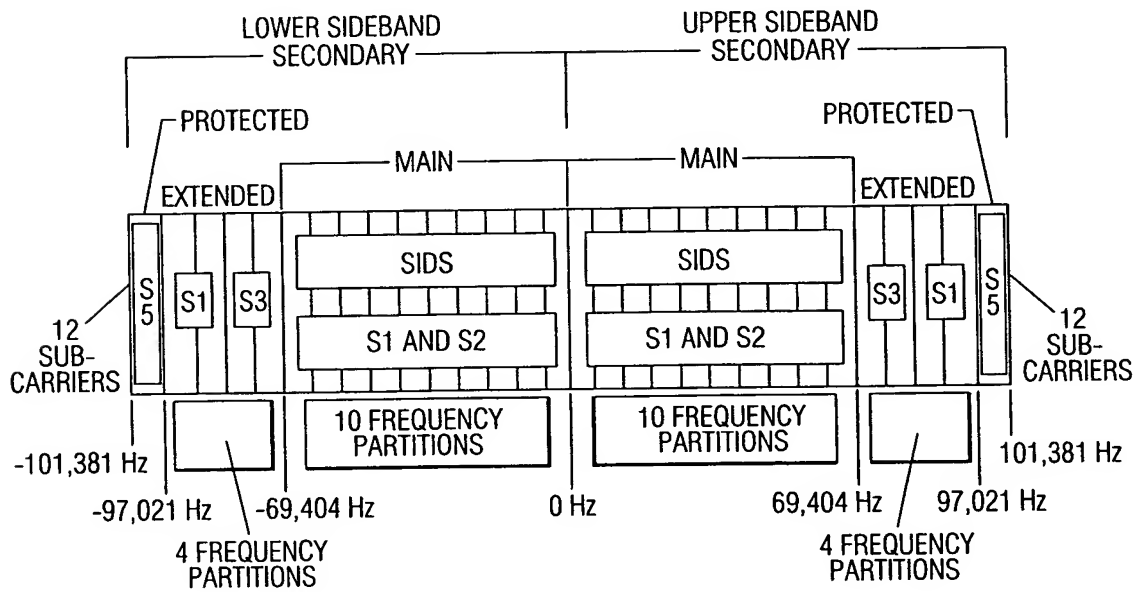 LOWER SIDEBAND
SECONDARY
UPPER SIDEBAND
SECONDARY
PROTECTED
PROTECTED
MAIN
MAIN
EXTENDED
EXTENDED
S
5
S1
S3
SIDS
S1 AND S2
SIDS
S1 AND S2
S3
S1
S
5
12
SUB-
CARRIERS
12
SUB-
CARRIERS
10 FREQUENCY
PARTITIONS
10 FREQUENCY
PARTITIONS
-101,381 Hz
101,381 Hz
-97,021 Hz
-69,404 Hz
0 Hz
69,404 Hz
97,021 Hz
4 FREQUENCY
PARTITIONS
4 FREQUENCY
PARTITIONS